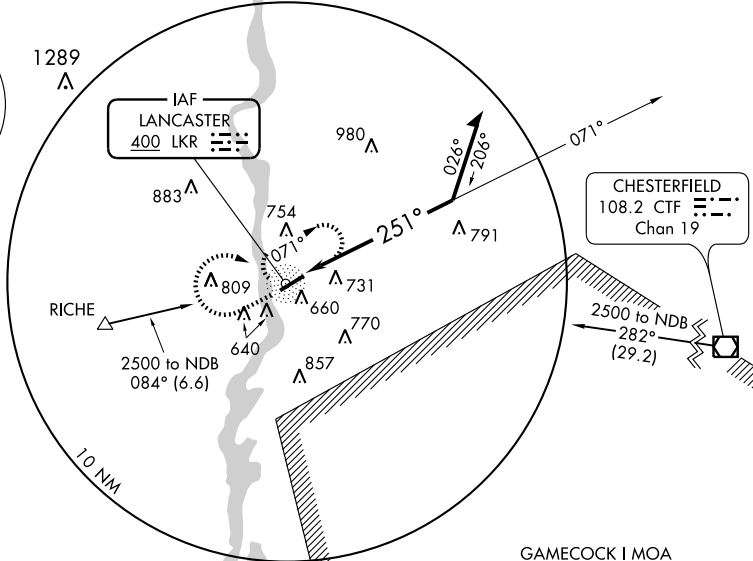 1289
IAF
LANCASTER
400 LKR
980
883
026°
206°
071°
CHESTERFIELD
108.2 CTF
Chan 19
754
071°
251°
791
809
731
660
RICHE
640
770
2500 to NDB
084° (6.6)
857
2500 to NDB
282°
(29.2)
10 NM
GAMECOCK I MOA